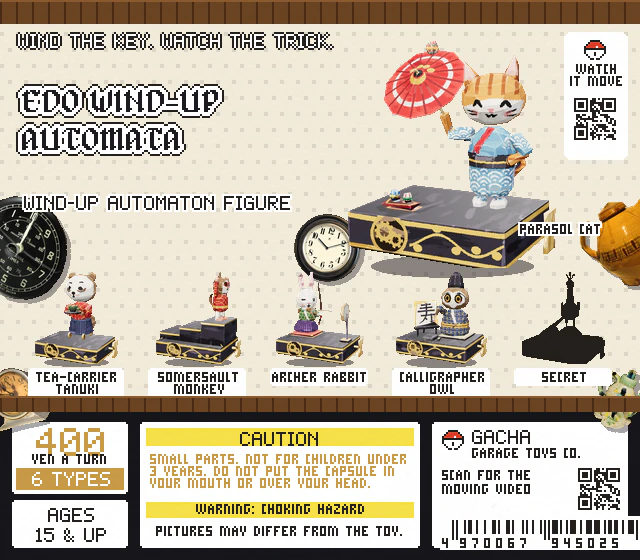 WIND THE KEY. WATCH THE TRICK.
WATCH
IT MOVE
EDO WIND-UP
AUTOMATA
WIND-UP AUTOMATON FIGURE
PARASOL CAT
TEA-CARRIER
TANUKI
SOMERSAULT
MONKEY
ARCHER RABBIT
CALLIGRAPHER
OWL
SECRET
400
YEN A TURN
6 TYPES
AGES
15 & UP
CAUTION
SMALL PARTS. NOT FOR CHILDREN UNDER
3 YEARS. DO NOT PUT THE CAPSULE IN
YOUR MOUTH OR OVER YOUR HEAD.
WARNING: CHOKING HAZARD
PICTURES MAY DIFFER FROM THE TOY.
GACHA
GARAGE TOYS CO.
SCAN FOR THE
MOVING VIDEO
4 970067 945025